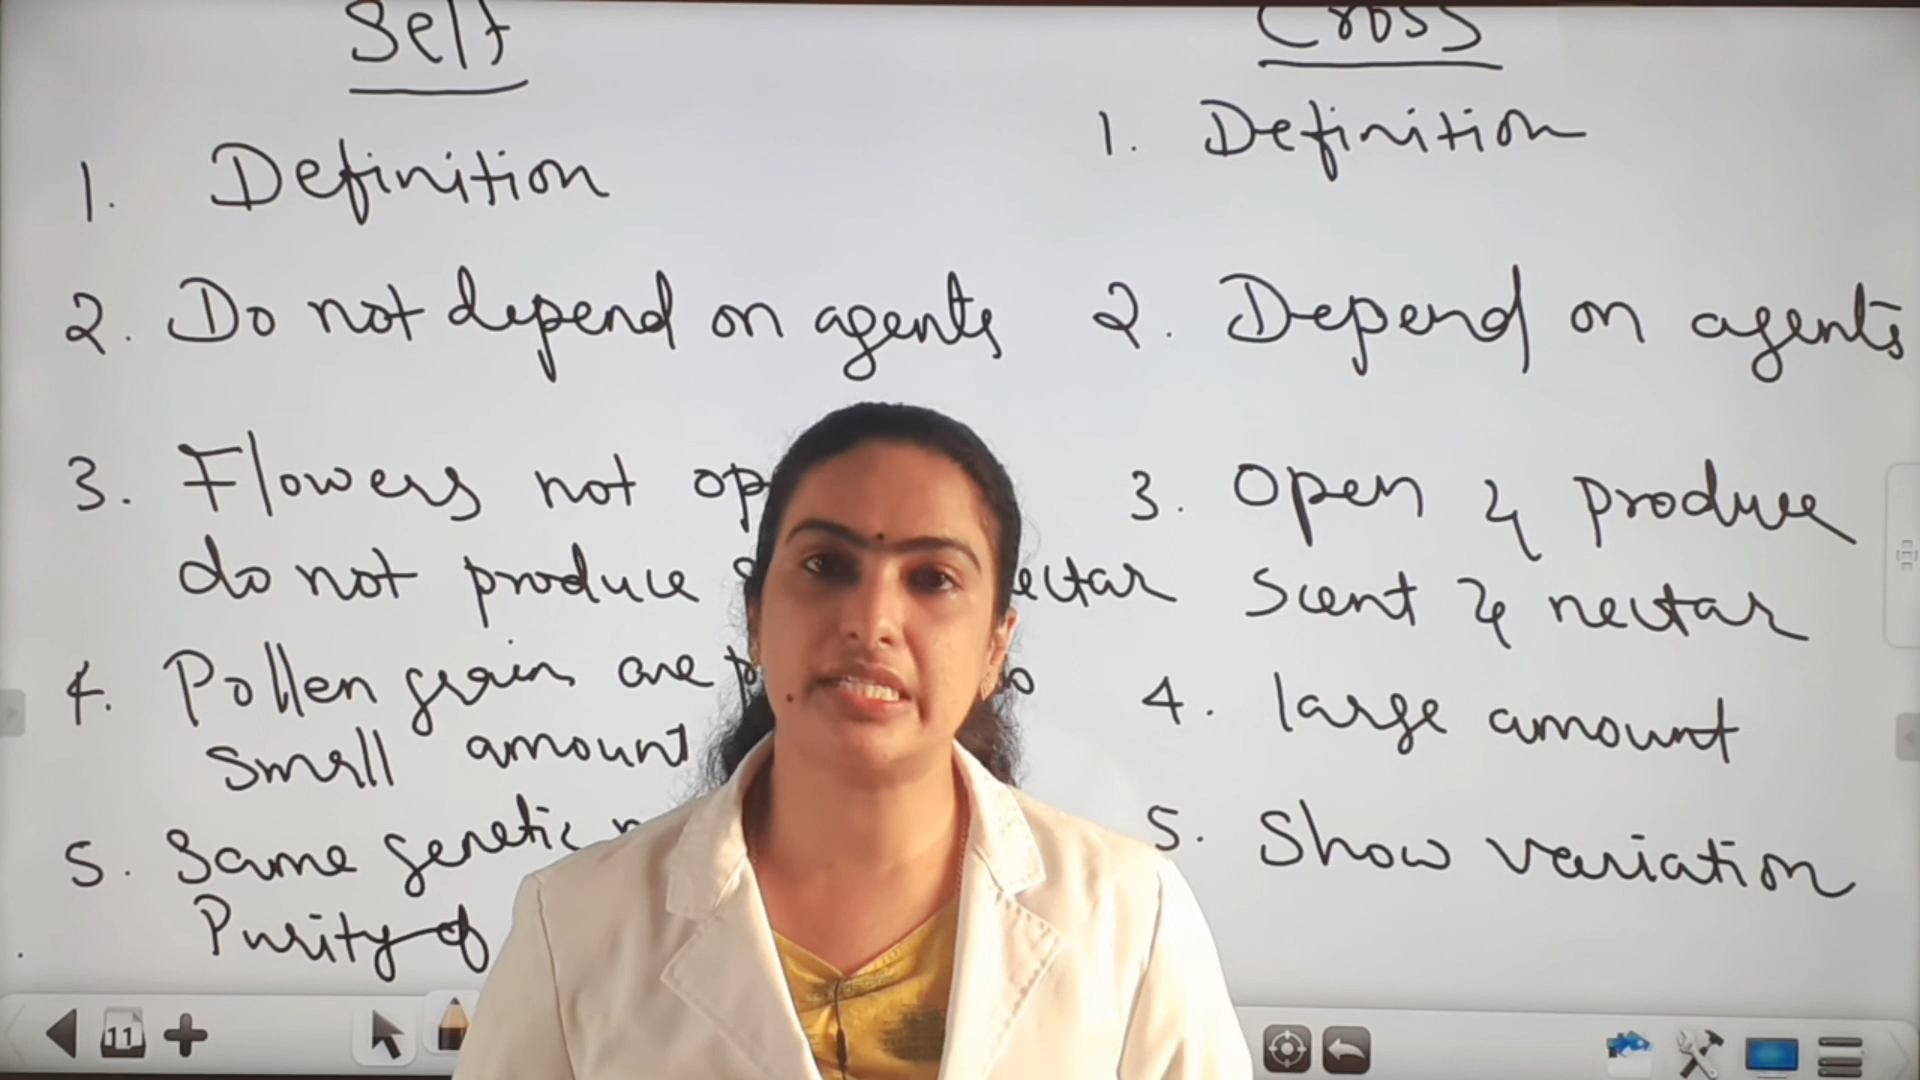 Self
1. Definition
2. Do not depend on agents
3. Flowers not
do not produce
4. Pollen grain are
small amount
5. Same genetic
Purity of
Cross
1. Definition
2. Depend on agents
3. Open & produce
scent & nectar
4. large amount
5. Show variation
11